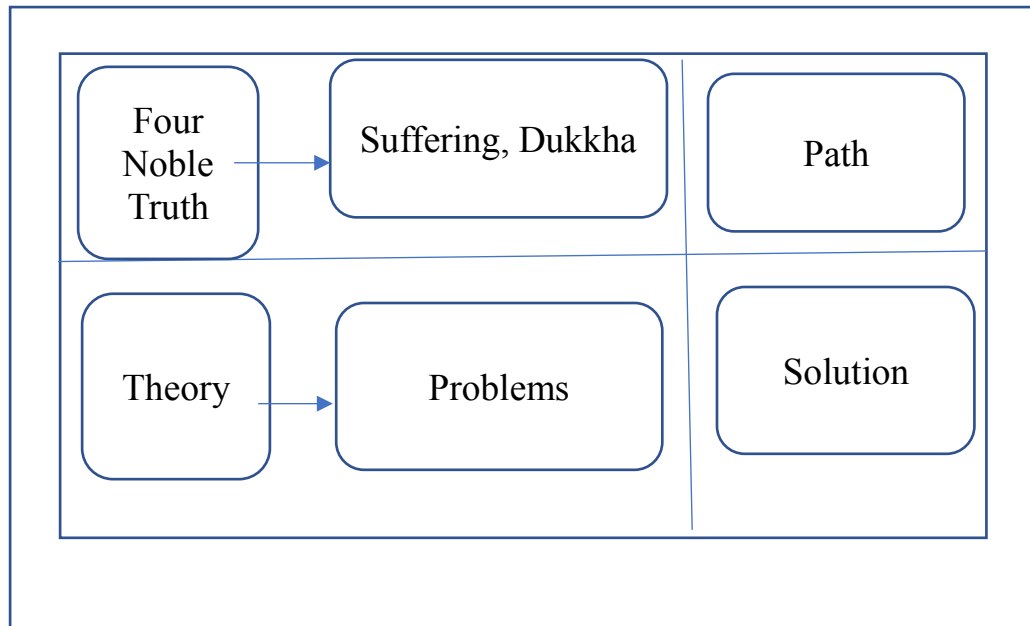 Four
Noble
Truth
Suffering, Dukkha
Path
Theory
Problems
Solution